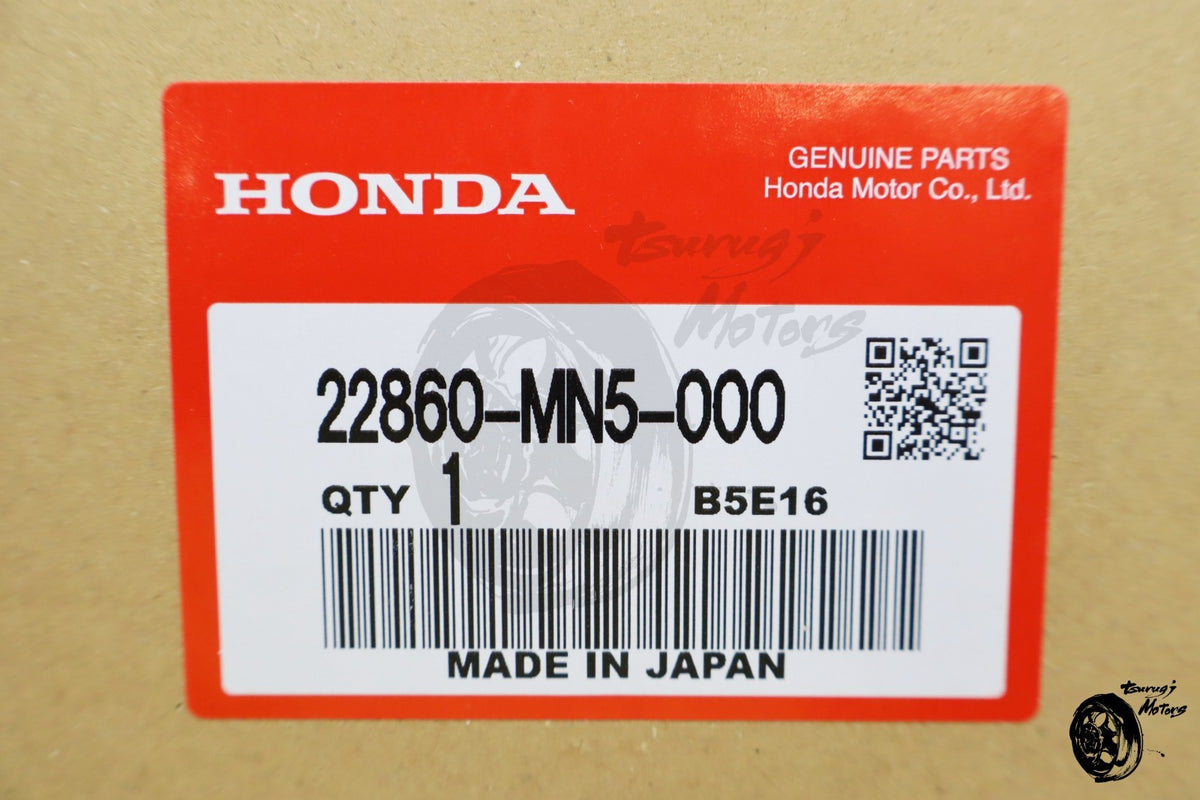 HONDA
GENUINE PARTS
Honda Motor Co., Ltd.
Tsurugi
Motors
22860-MN5-000
QTY 1
B5E16
MADE IN JAPAN
Tsurugi
Motors